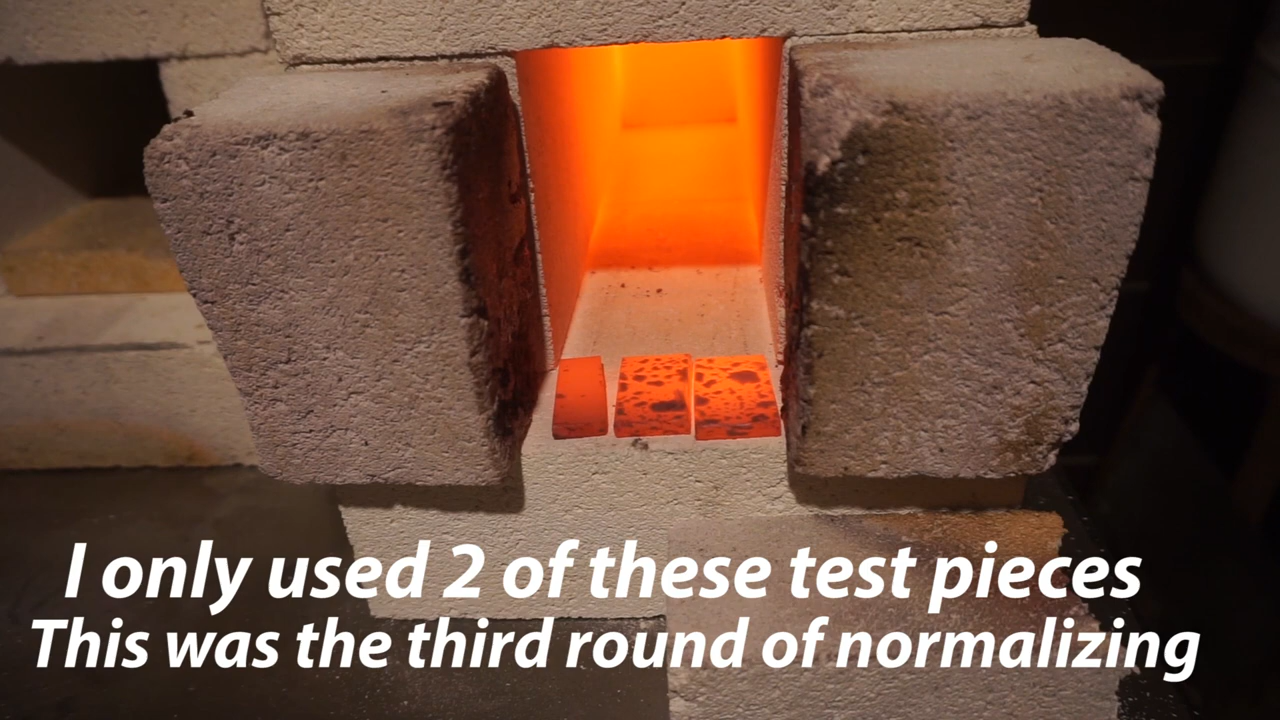 I only used 2 of these test pieces
This was the third round of normalizing